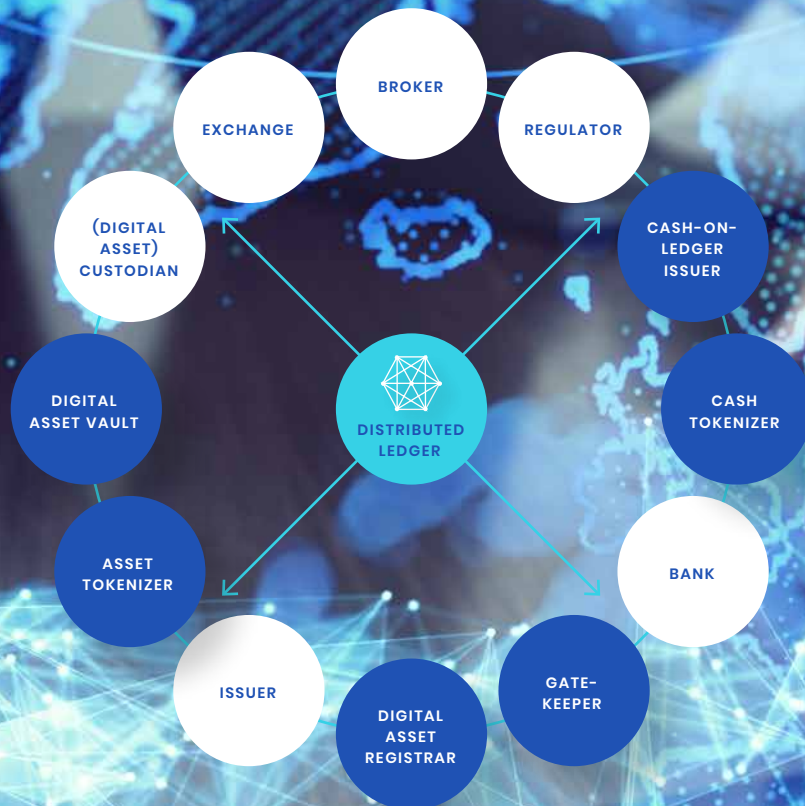 BROKER
EXCHANGE
REGULATOR
(DIGITAL
ASSET)
CUSTODIAN
CASH-ON-
LEDGER
ISSUER
DIGITAL
ASSET VAULT
DISTRIBUTED
LEDGER
CASH
TOKENIZER
ASSET
TOKENIZER
BANK
ISSUER
GATE-
KEEPER
DIGITAL
ASSET
REGISTRAR